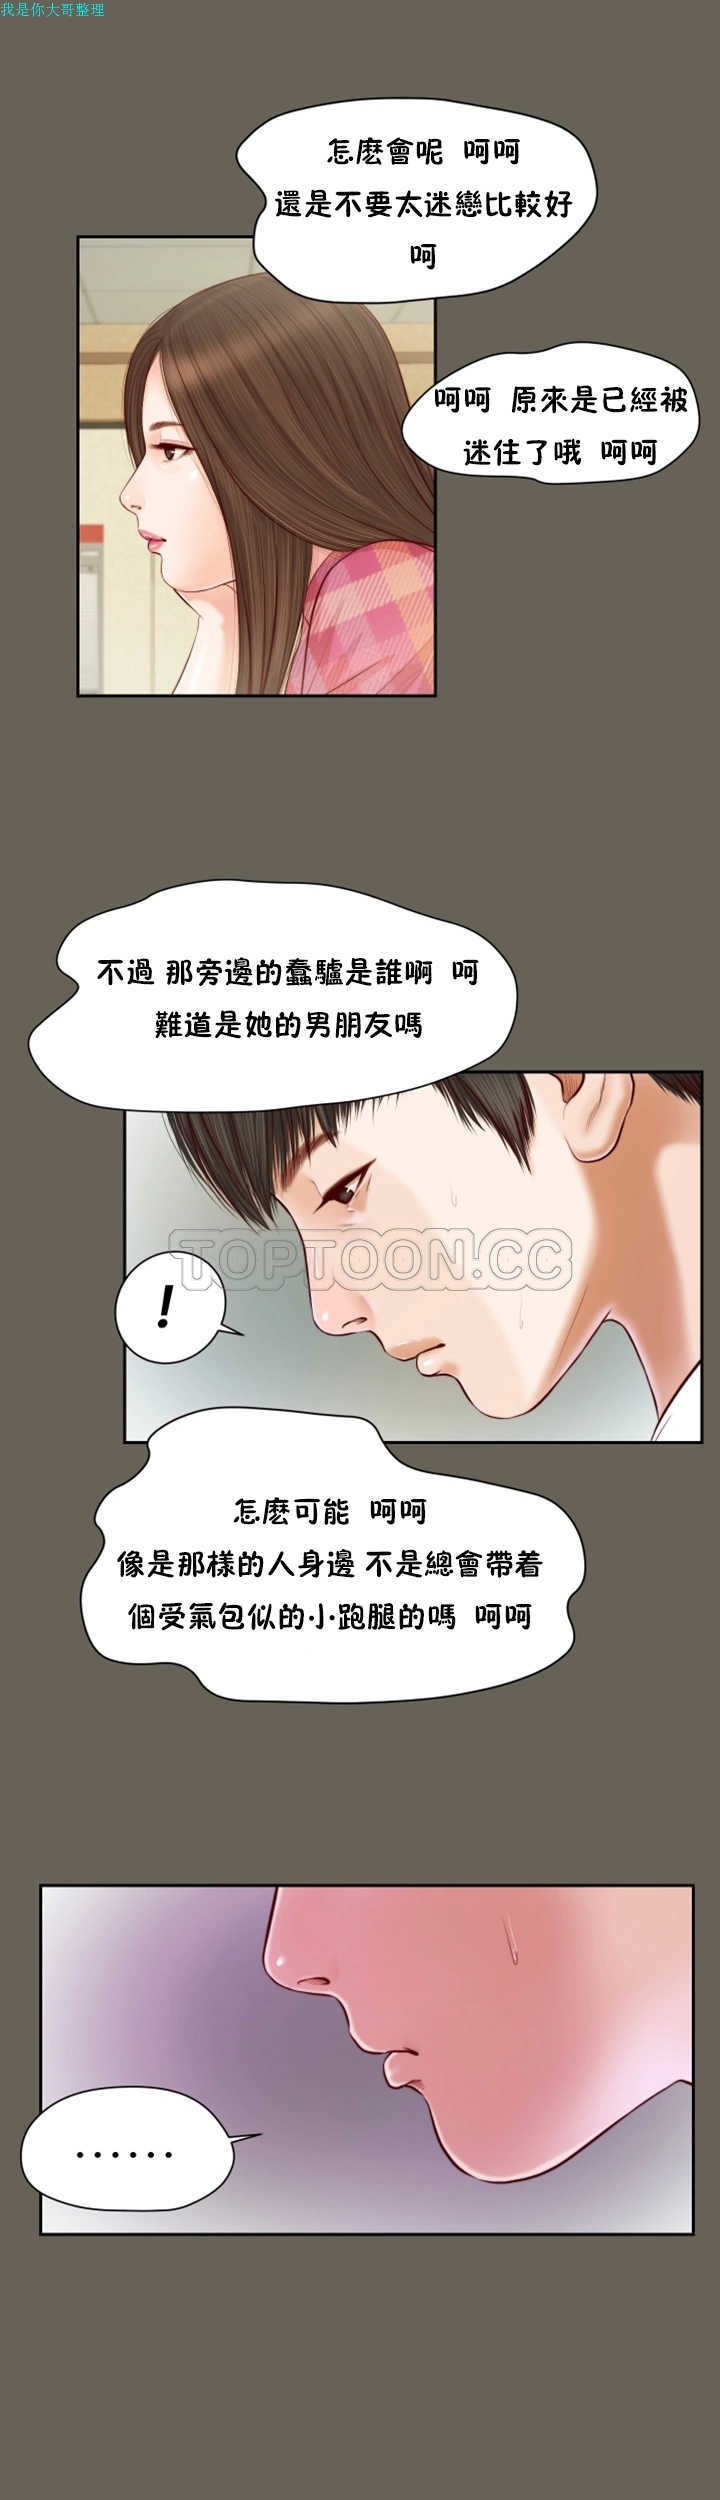 我是你大哥整理
怎麽會呢 呵呵
還是不要太迷戀比較好
呵
呵呵 原來是已經被
迷住了哦 呵呵
不過 那旁邊的蠢驢是誰啊 呵
難道是她的男朋友嗎
TOPTOON.CC
!
怎麽可能 呵呵
像是那樣的人身邊 不是總會帶着
個受氣包似的小跑腿的嗎 呵呵
......